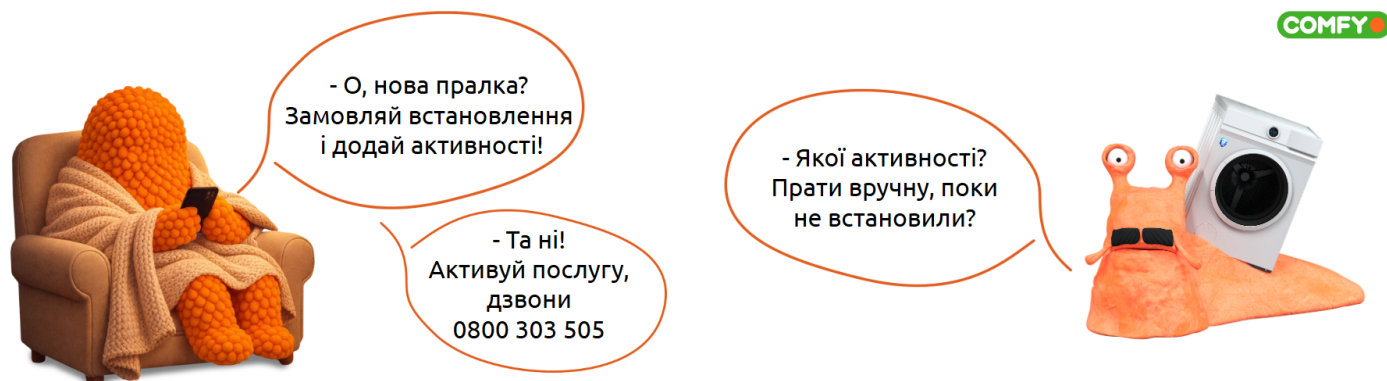 COMFY
- О, нова пралка?
Замовляй встановлення
і додай активності!
- Якої активності?
Прати вручну, поки
не встановили?
- Та ні!
Активуй послугу,
дзвони
0800 303 505